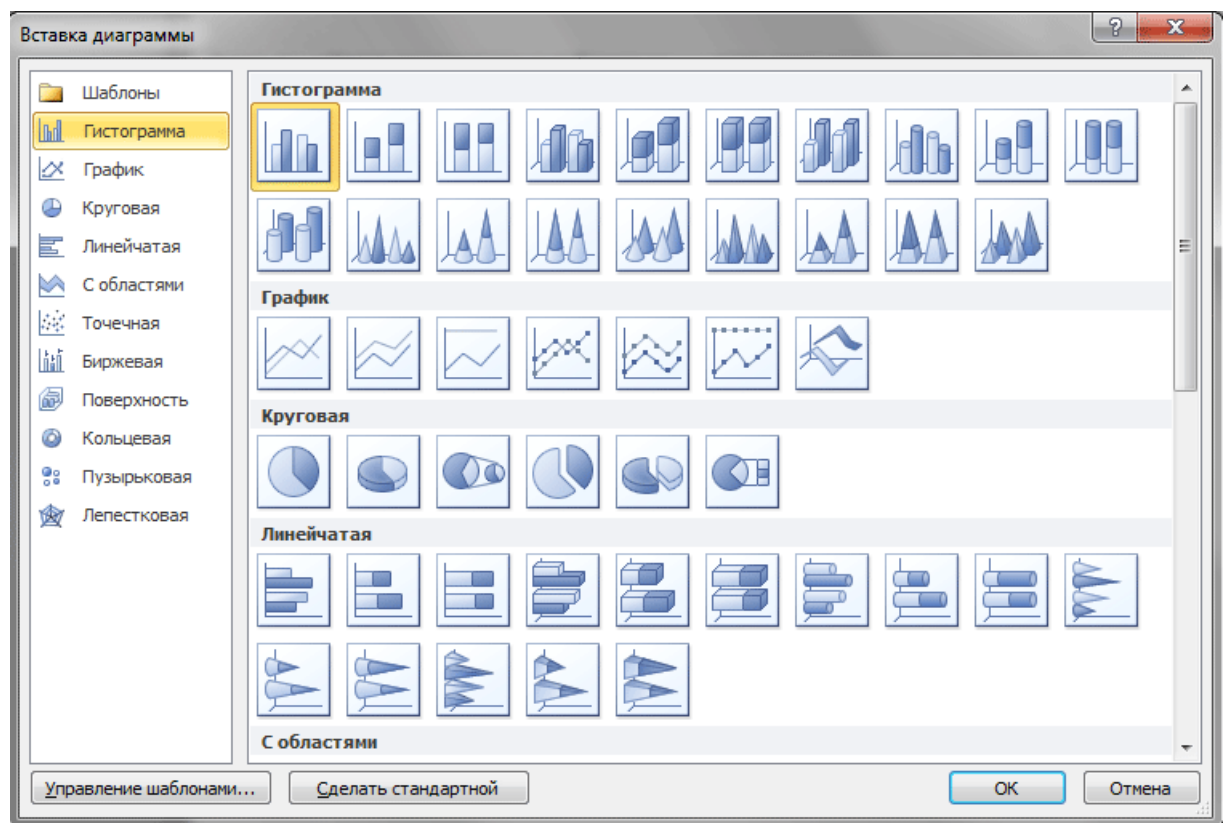 Вставка диаграммы
Шаблоны
Гистограмма
График
Круговая
Линейчатая
С областями
Точечная
Биржевая
Поверхность
Кольцевая
Пузырьковая
Лепестковая
Гистограмма
График
Круговая
Линейчатая
С областями
Управление шаблонами...
Сделать стандартной
ОК
Отмена